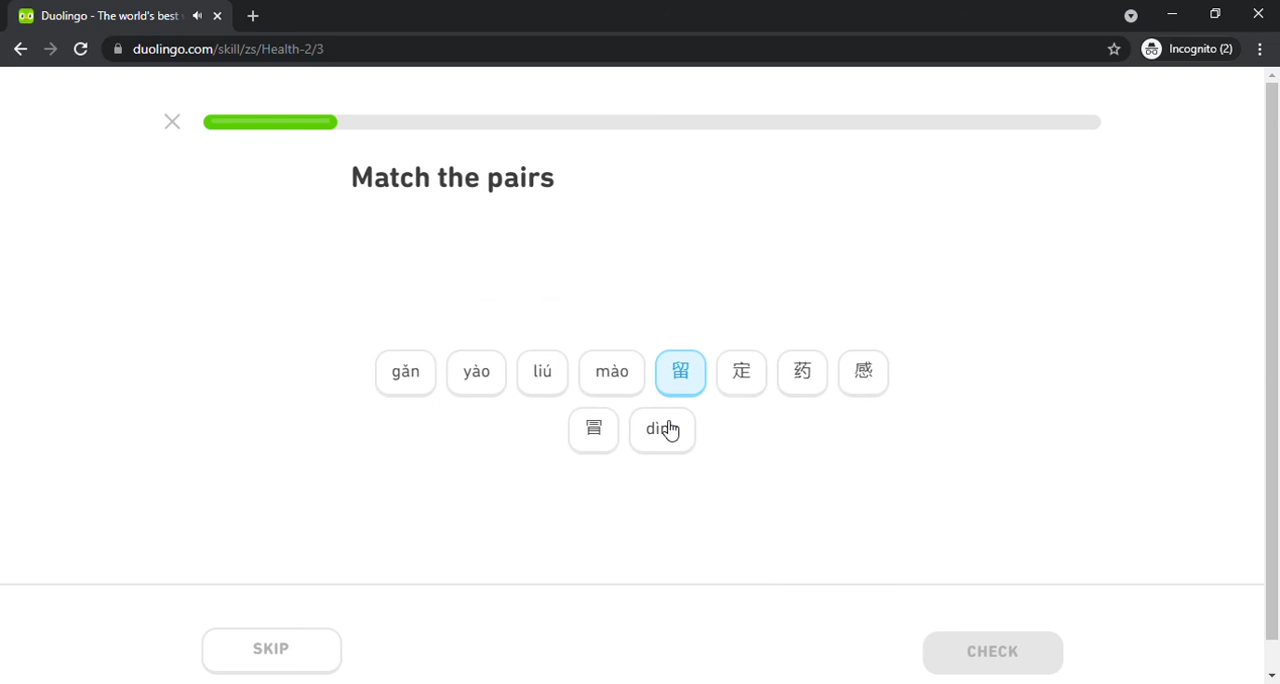 Duolingo - The world's best
duolingo.com/skill/zs/Health-2/3
Incognito (2)
Match the pairs
gǎn yào liú mào 留 定 药 感
冒
SKIP
CHECK